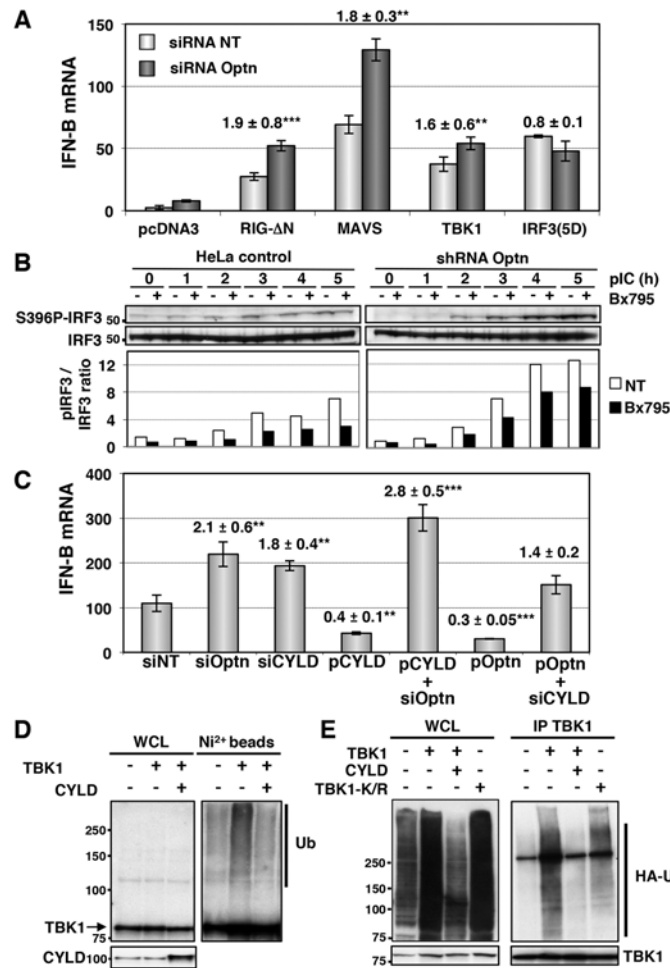 A
IFN-B mRNA
150
100
50
0
siRNA NT
siRNA Optn
1.9 ± 0.8***
1.8 ± 0.3**
1.6 ± 0.6**
0.8 ± 0.1
pcDNA3 RIG-ΔN MAVS TBK1 IRF3(5D)
B
HeLa control shRNA Optn
0 1 2 3 4 5 0 1 2 3 4 5 pIC (h)
- + - + - + - + - + - + - + - + - + - + - + - + Bx795
S396P-IRF3 50
IRF3 50
pIRF3 / IRF3 ratio
12
8
4
0
NT
Bx795
C
IFN-B mRNA
400
300
200
100
0
2.1 ± 0.6**
1.8 ± 0.4**
0.4 ± 0.1**
2.8 ± 0.5***
0.3 ± 0.05***
1.4 ± 0.2
siNT siOptn siCYLD pCYLD pCYLD + siOptn pOptn pOptn + siCYLD
D
WCL Ni2+ beads
TBK1 - + + - + +
CYLD - - + - - +
250
150
100
Ub
TBK1
75
CYLD 100
E
WCL IP TBK1
TBK1 - + + - - + + -
CYLD - - + - - - + -
TBK1-K/R - - - + - - - +
250
150
100
75
250
150
100
75
HA-U
TBK1